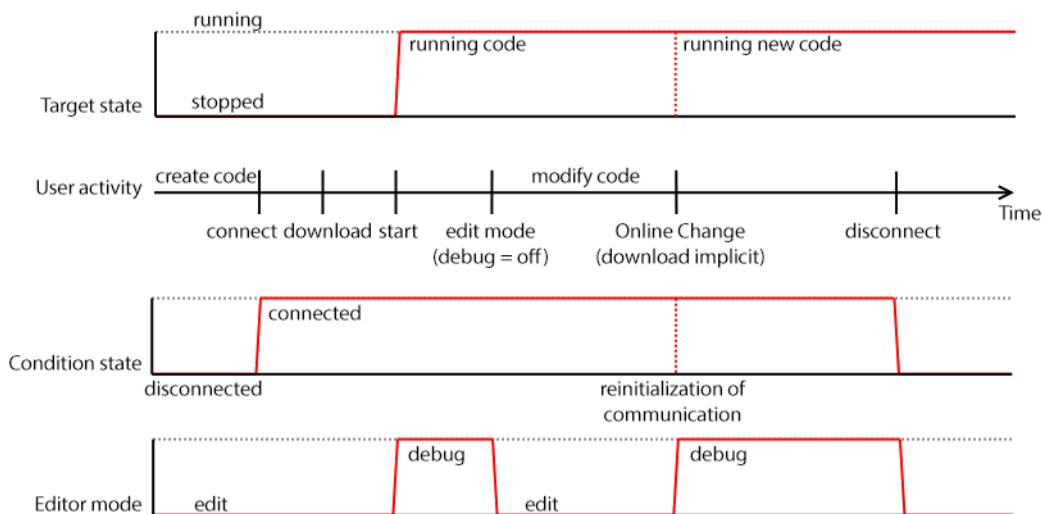 running
running code
running new code
Target state
stopped
create code
modify code
User activity
Time
connect download start
edit mode
(debug = off)
Online Change
(download implicit)
disconnect
connected
Condition state
disconnected
reinitialization of
communication
debug
debug
Editor mode
edit
edit